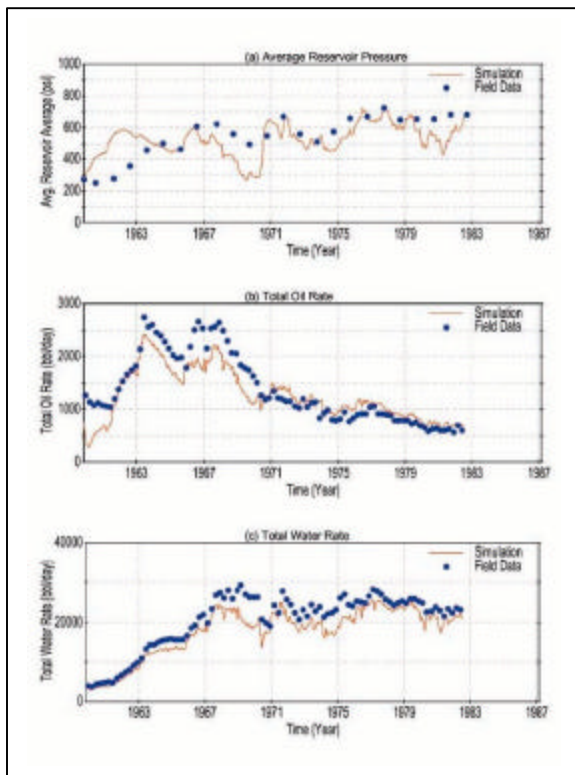 (a) Average Reservoir Pressure
Simulation
Field Data
Avg. Reservoir Average (psi)
1000
800
600
400
200
0
1963
1967
1971
1975
1979
1983
1987
Time (Year)
(b) Total Oil Rate
Simulation
Field Data
Total Oil Rate (bbl/day)
3000
2000
1000
0
1963
1967
1971
1975
1979
1983
1987
Time (Year)
(c) Total Water Rate
Simulation
Field Data
Total Water Rate (bbl/day)
40000
20000
0
1963
1967
1971
1975
1979
1983
1987
Time (Year)